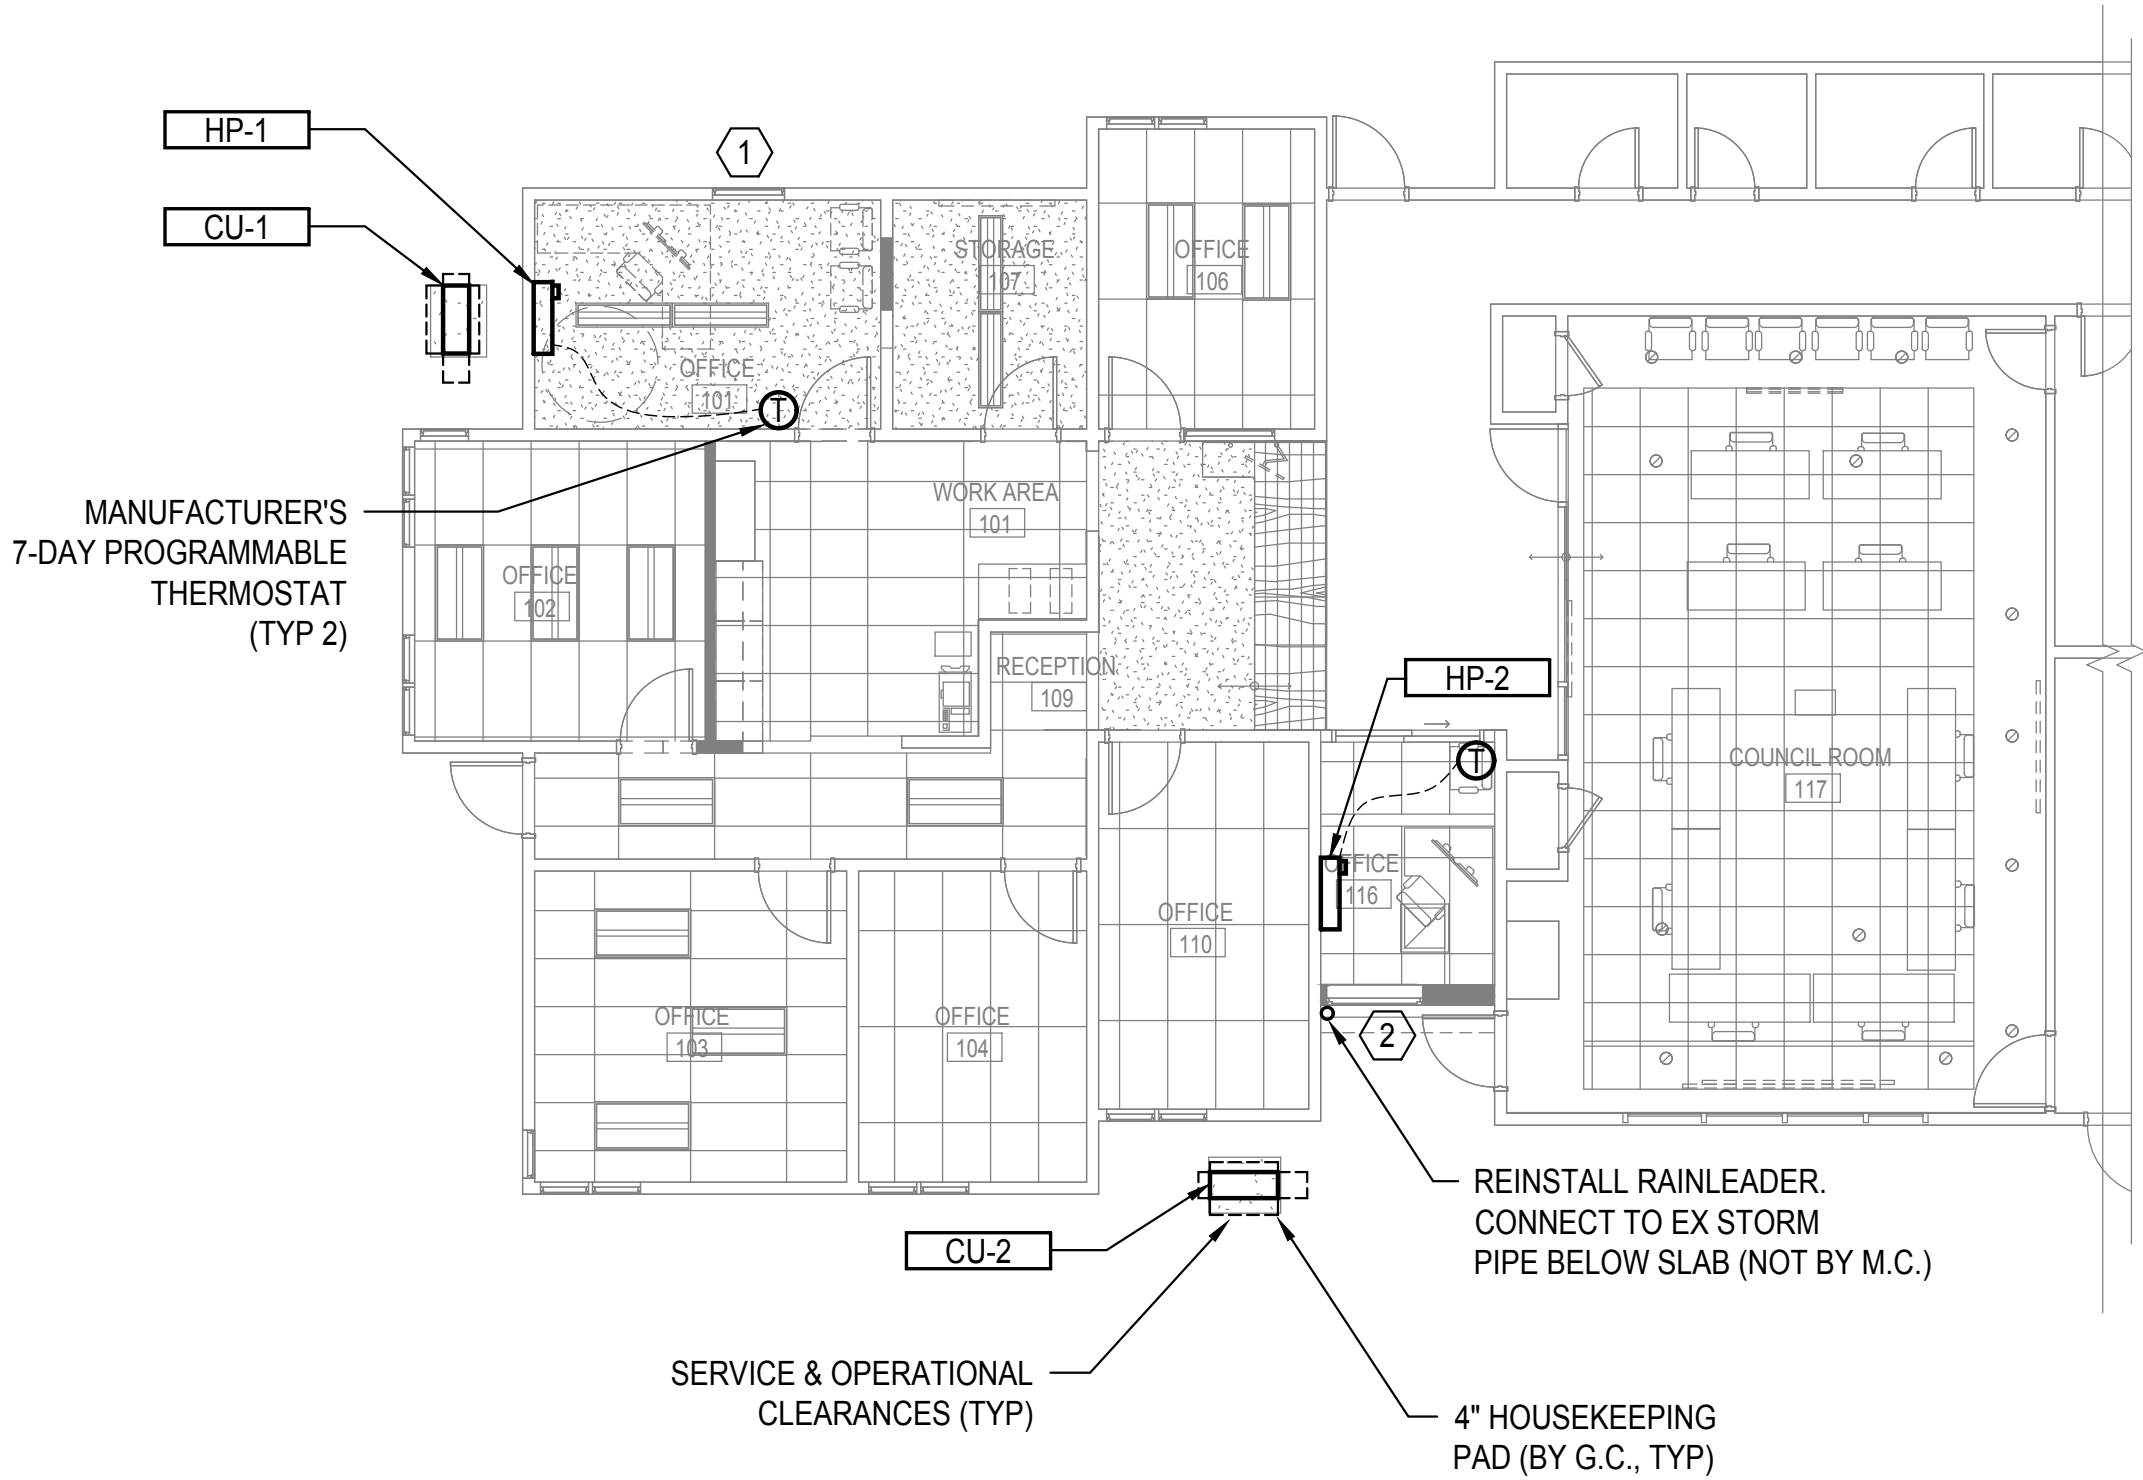 HP-1
1
CU-1
STORAGE
107
OFFICE
106
OFFICE
101
T
MANUFACTURER'S
7-DAY PROGRAMMABLE
THERMOSTAT
(TYP 2)
WORK AREA
101
OFFICE
102
RECEPTION
109
HP-2
T
COUNCIL ROOM
117
OFFICE
116
OFFICE
110
OFFICE
103
OFFICE
104
2
REINSTALL RAINLEADER.
CONNECT TO EX STORM
PIPE BELOW SLAB (NOT BY M.C.)
CU-2
SERVICE & OPERATIONAL
CLEARANCES (TYP)
4" HOUSEKEEPING
PAD (BY G.C., TYP)